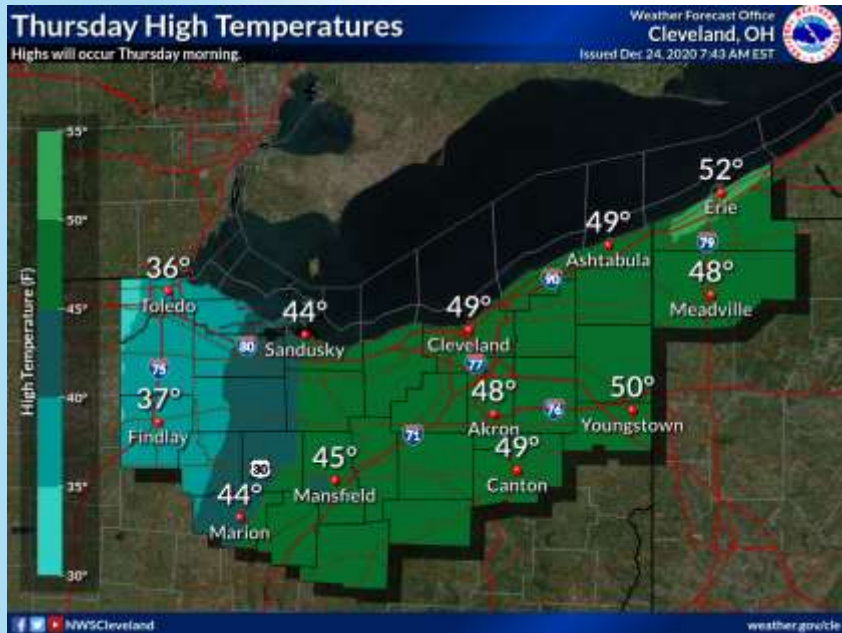 Thursday High Temperatures
Highs will occur Thursday morning.
Weather Forecast Office
Cleveland, OH
Issued Dec 24, 2020 7:43 AM EST
High Temperature (F)
55°
50°
45°
40°
35°
30°
52°
Erie
49°
Ashtabula
79
90
48°
Meadville
36°
Toledo
44°
Sandusky
80
49°
Cleveland
77
75
37°
Findlay
48°
Akron
76
50°
Youngstown
71
80
45°
Mansfield
49°
Canton
44°
Marion
NWSCleveland
weather.gov/cle